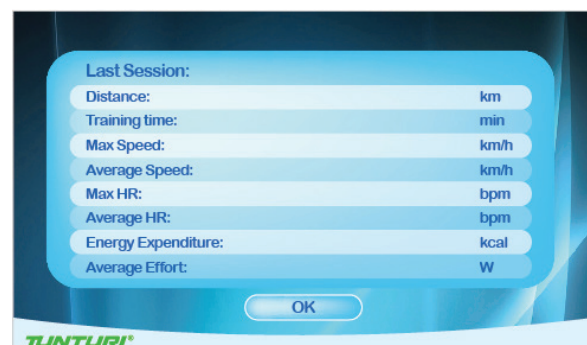 Last Session:
Distance: km
Training time: min
Max Speed: km/h
Average Speed: km/h
Max HR: bpm
Average HR: bpm
Energy Expenditure: kcal
Average Effort: W
OK
TUNTURI®